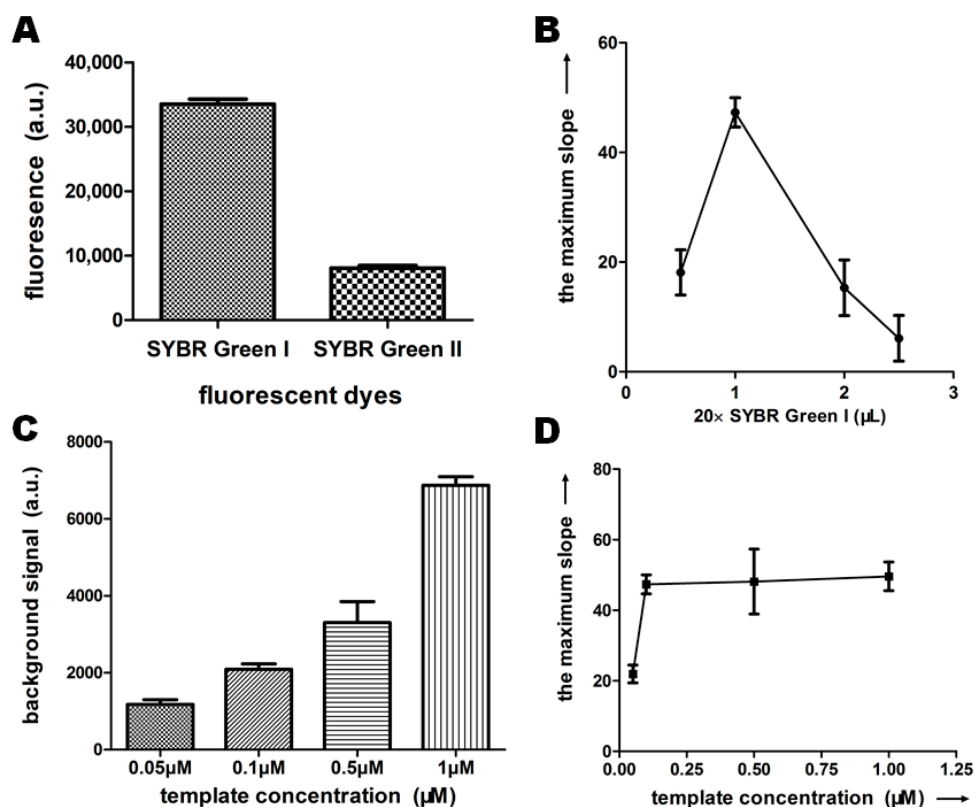 A
fluoresence (a.u.)
40,000
30,000
20,000
10,000
0
SYBR Green I SYBR Green II
fluorescent dyes
B
the maximum slope
60
40
20
0
0 1 2 3
20× SYBR Green I (µL)
C
background signal (a.u.)
8000
6000
4000
2000
0
0.05µM 0.1µM 0.5µM 1µM
template concentration (µM)
D
the maximum slope
80
60
40
20
0
0.00 0.25 0.50 0.75 1.00 1.25
template concentration (µM)